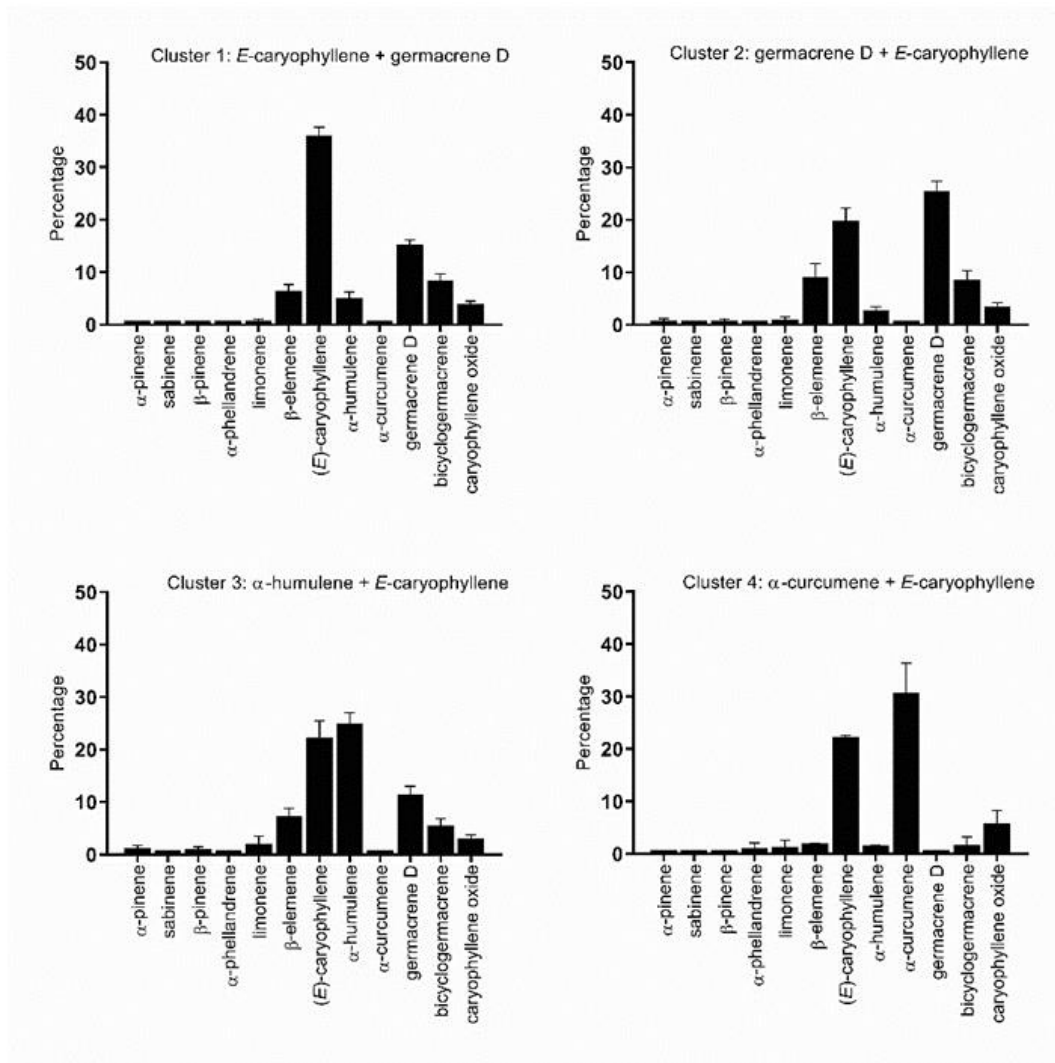 Cluster 1: E-caryophyllene + germacrene D
50
40
30
20
10
0
Percentage
α-pinene
sabinene
β-pinene
α-phellandrene
limonene
β-elemene
(E)-caryophyllene
α-humulene
α-curcumene
germacrene D
bicyclogermacrene
caryophyllene oxide
Cluster 2: germacrene D + E-caryophyllene
50
40
30
20
10
0
Percentage
α-pinene
sabinene
β-pinene
α-phellandrene
limonene
β-elemene
(E)-caryophyllene
α-humulene
α-curcumene
germacrene D
bicyclogermacrene
caryophyllene oxide
Cluster 3: α-humulene + E-caryophyllene
50
40
30
20
10
0
Percentage
α-pinene
sabinene
β-pinene
α-phellandrene
limonene
β-elemene
(E)-caryophyllene
α-humulene
α-curcumene
germacrene D
bicyclogermacrene
caryophyllene oxide
Cluster 4: α-curcumene + E-caryophyllene
50
40
30
20
10
0
Percentage
α-pinene
sabinene
β-pinene
α-phellandrene
limonene
β-elemene
(E)-caryophyllene
α-humulene
α-curcumene
germacrene D
bicyclogermacrene
caryophyllene oxide